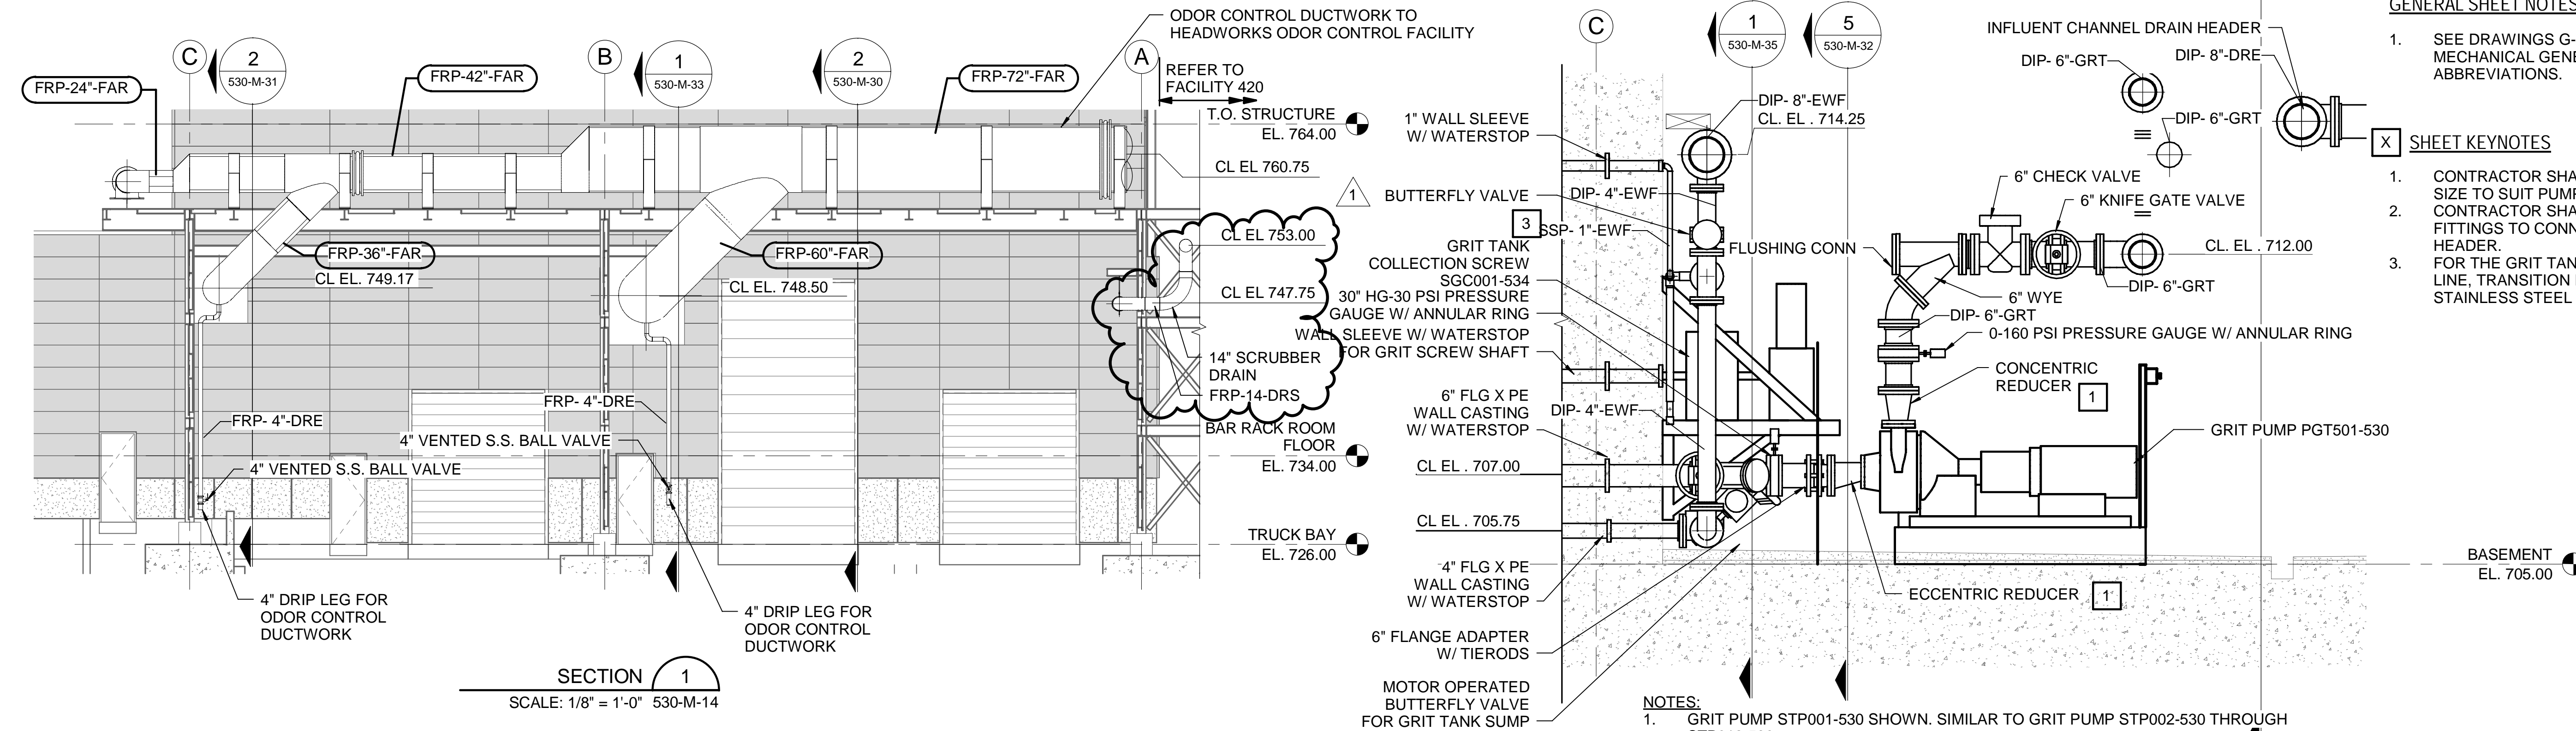 ODOR CONTROL DUCTWORK TO
HEADWORKS ODOR CONTROL FACILITY
C
2
530-M-31
B
1
530-M-33
2
530-M-30
A
FRP-24"-FAR
FRP-42"-FAR
FRP-72"-FAR
REFER TO
FACILITY 420
T.O. STRUCTURE
EL. 764.00
CL EL 760.75
FRP-36"-FAR
CL EL. 749.17
FRP-60"-FAR
CL EL. 748.50
1
CL EL 753.00
CL EL 747.75
14" SCRUBBER
DRAIN
FRP-14-DRS
FRP- 4"-DRE
FRP- 4"-DRE
4" VENTED S.S. BALL VALVE
4" VENTED S.S. BALL VALVE
BAR RACK ROOM
FLOOR
EL. 734.00
TRUCK BAY
EL. 726.00
4" DRIP LEG FOR
ODOR CONTROL
DUCTWORK
4" DRIP LEG FOR
ODOR CONTROL
DUCTWORK
SECTION
1
SCALE: 1/8" = 1'-0"
530-M-14
C
1
530-M-35
5
530-M-32
1" WALL SLEEVE
W/ WATERSTOP
DIP- 8"-EWF
CL. EL . 714.25
BUTTERFLY VALVE
DIP- 4"-EWF
3
SSP- 1"-EWF
GRIT TANK
COLLECTION SCREW
SGC001-534
30" HG-30 PSI PRESSURE
GAUGE W/ ANNULAR RING
WALL SLEEVE W/ WATERSTOP
FOR GRIT SCREW SHAFT
6" FLG X PE
WALL CASTING
W/ WATERSTOP
DIP- 4"-EWF
CL EL . 707.00
CL EL . 705.75
4" FLG X PE
WALL CASTING
W/ WATERSTOP
6" FLANGE ADAPTER
W/ TIERODS
MOTOR OPERATED
BUTTERFLY VALVE
FOR GRIT TANK SUMP
INFLUENT CHANNEL DRAIN HEADER
DIP- 6"-GRT
DIP- 8"-DRE
DIP- 6"-GRT
6" CHECK VALVE
6" KNIFE GATE VALVE
FLUSHING CONN
CL. EL . 712.00
DIP- 6"-GRT
6" WYE
DIP- 6"-GRT
0-160 PSI PRESSURE GAUGE W/ ANNULAR RING
CONCENTRIC
REDUCER
1
GRIT PUMP PGT501-530
BASEMENT
EL. 705.00
ECCENTRIC REDUCER
1
NOTES:
1. GRIT PUMP STP001-530 SHOWN. SIMILAR TO GRIT PUMP STP002-530 THROUGH
GENERAL SHEET NOTES
1. SEE DRAWINGS G-
MECHANICAL GENE
ABBREVIATIONS.
X
SHEET KEYNOTES
1. CONTRACTOR SHA
SIZE TO SUIT PUMP
2. CONTRACTOR SHA
FITTINGS TO CONN
HEADER.
3. FOR THE GRIT TAN
LINE, TRANSITION
STAINLESS STEEL